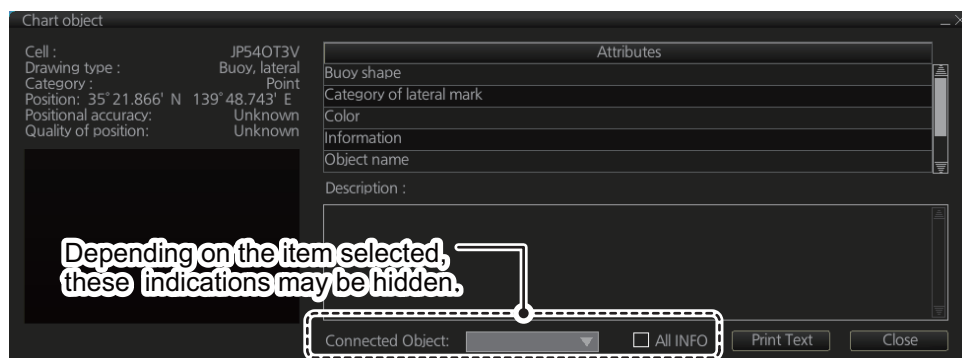 Chart object
Cell : JP54OT3V
Drawing type : Buoy, lateral
Category : Point
Position: 35°21.866' N 139°48.743' E
Positional accuracy: Unknown
Quality of position: Unknown
Attributes
Buoy shape
Category of lateral mark
Color
Information
Object name
Description :
Depending on the item selected,
these indications may be hidden.
Connected Object:
All INFO
Print Text
Close